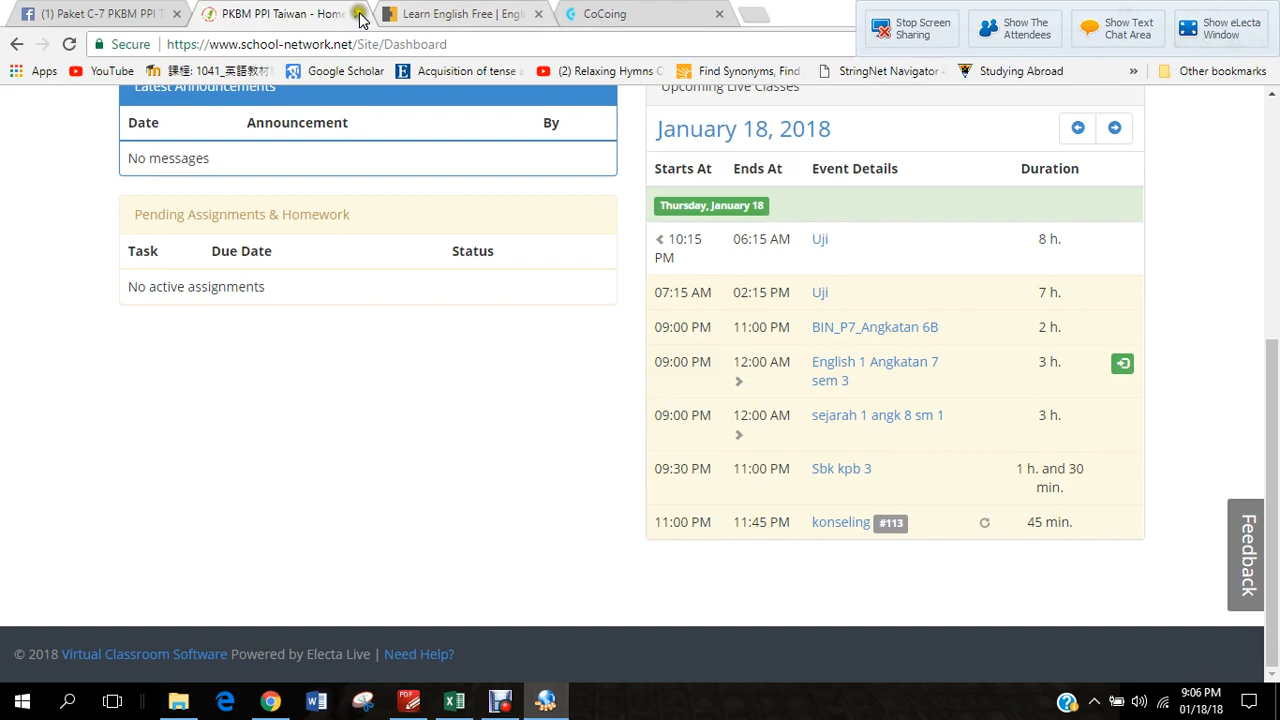 (1) Paket C-7 PKBM PPI T
PKBM PPI Taiwan - Home
Learn English Free | Engli
CoCoing
Stop Screen Sharing
Show The Attendees
Show Text Chat Area
Show eLecta Window
Secure
https://www.school-network.net/Site/Dashboard
Apps
YouTube
課程: 1041_英語教材
Google Scholar
Acquisition of tense a
(2) Relaxing Hymns C
Find Synonyms, Find
StringNet Navigator
Studying Abroad
»
Other bookmarks
Latest Announcements
Date Announcement By
No messages
Pending Assignments & Homework
Task Due Date Status
No active assignments
Upcoming Live Classes
January 18, 2018
Starts At Ends At Event Details Duration
Thursday, January 18
10:15 PM 06:15 AM Uji 8 h.
07:15 AM 02:15 PM Uji 7 h.
09:00 PM 11:00 PM BIN_P7_Angkatan 6B 2 h.
09:00 PM 12:00 AM English 1 Angkatan 7 sem 3 3 h.
09:00 PM 12:00 AM sejarah 1 angk 8 sm 1 3 h.
09:30 PM 11:00 PM Sbk kpb 3 1 h. and 30 min.
11:00 PM 11:45 PM konseling #113 45 min.
Feedback
© 2018 Virtual Classroom Software Powered by Electa Live | Need Help?
9:06 PM
01/18/18